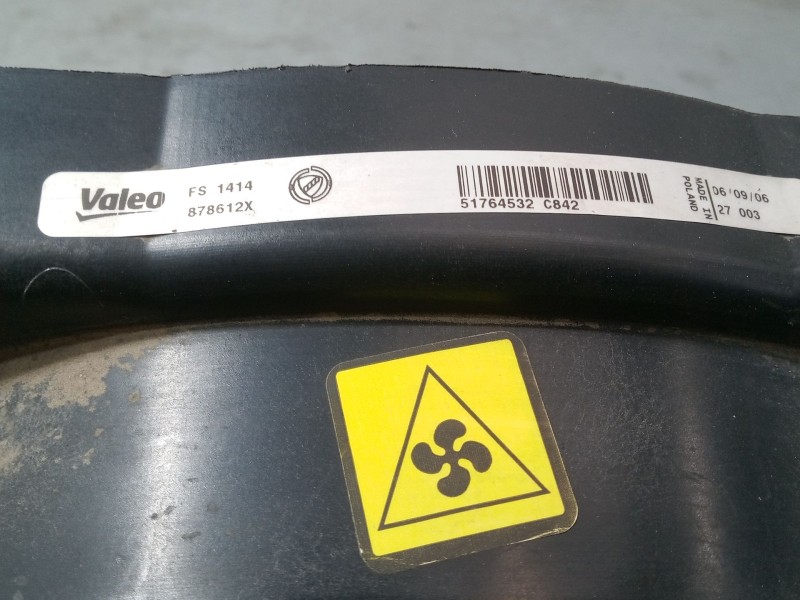 Valeo
FS 1414
878612X
51764532 C842
MADE IN
POLAND
06/09/06
27 003